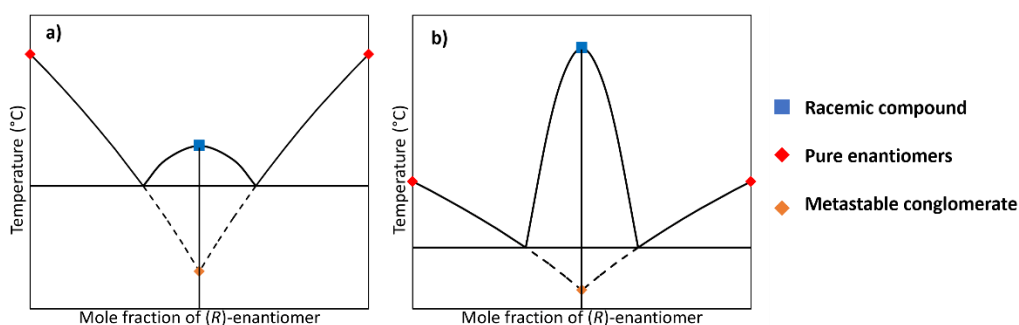 a)
Temperature (°C)
Mole fraction of (R)-enantiomer
b)
Temperature (°C)
Mole fraction of (R)-enantiomer
Racemic compound
Pure enantiomers
Metastable conglomerate